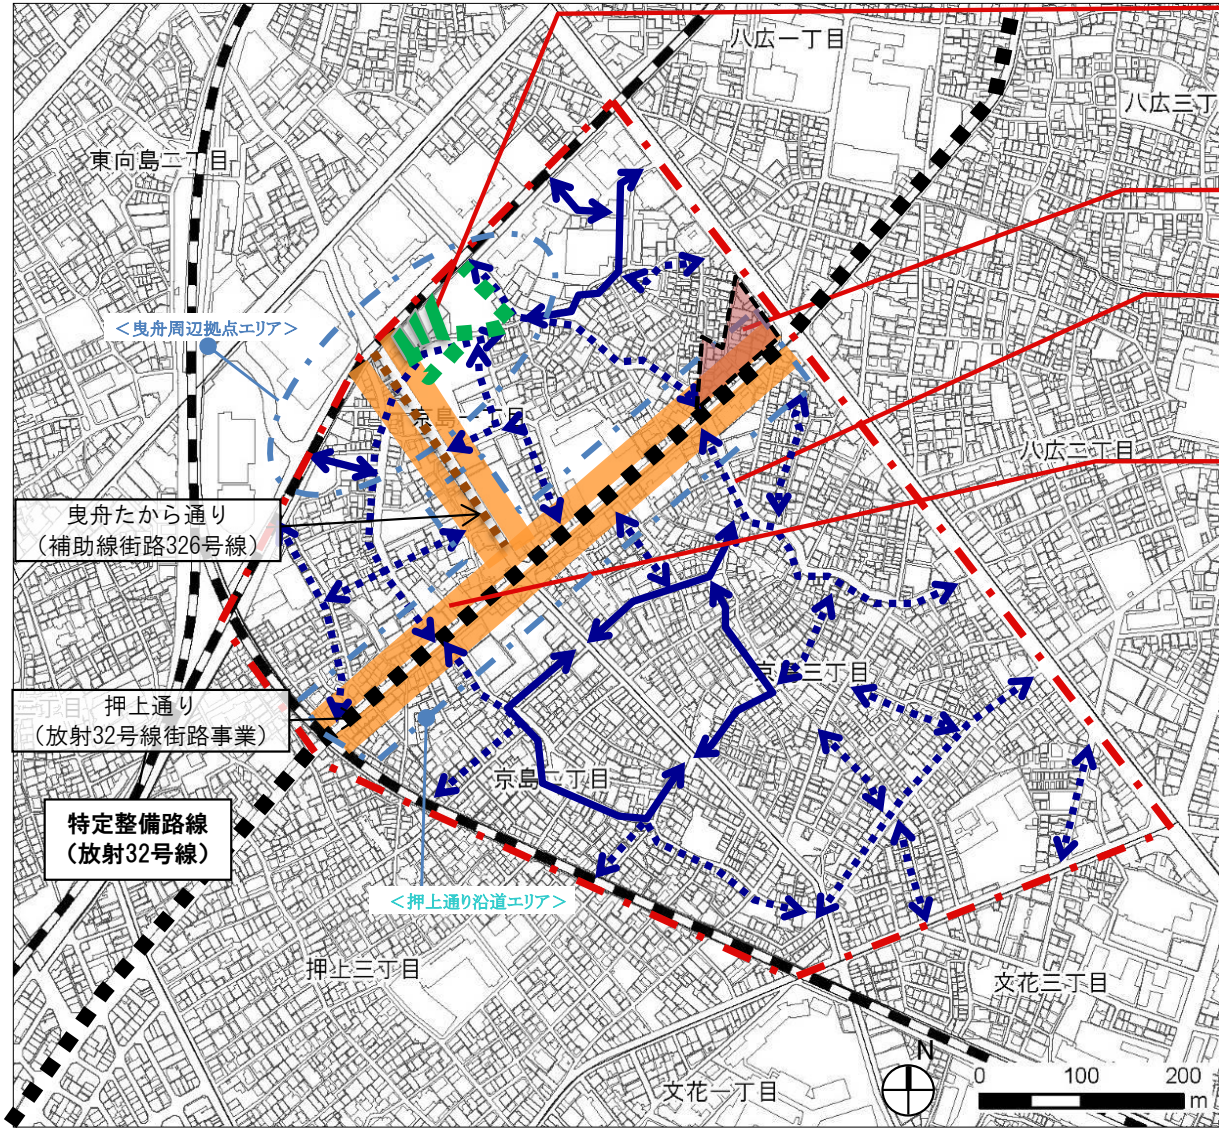 八広一丁目
八広三丁
東向島二丁目
＜曳舟周辺拠点エリア＞
京島一丁目
八広二丁目
曳舟たから通り
（補助線街路326号線）
京島三丁目
三丁目
押上通り
（放射32号線街路事業）
京島二丁目
特定整備路線
（放射32号線）
＜押上通り沿道エリア＞
押上三丁目
文花三丁目
文花一丁目
N
0 100 200
m